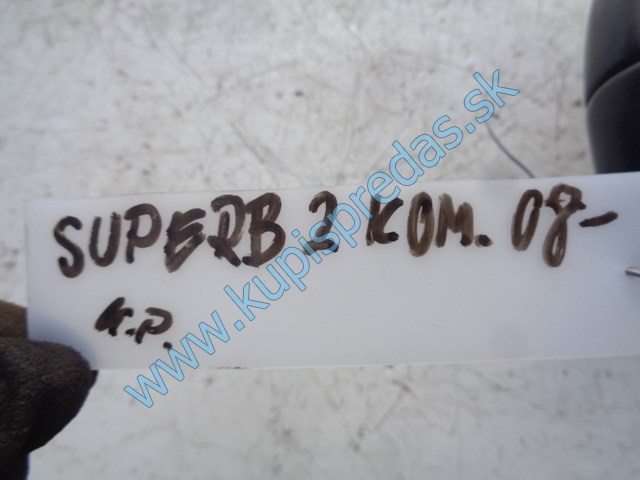 SUPERB 2 KOM. 08-
K.P.
www.kupispredas.sk